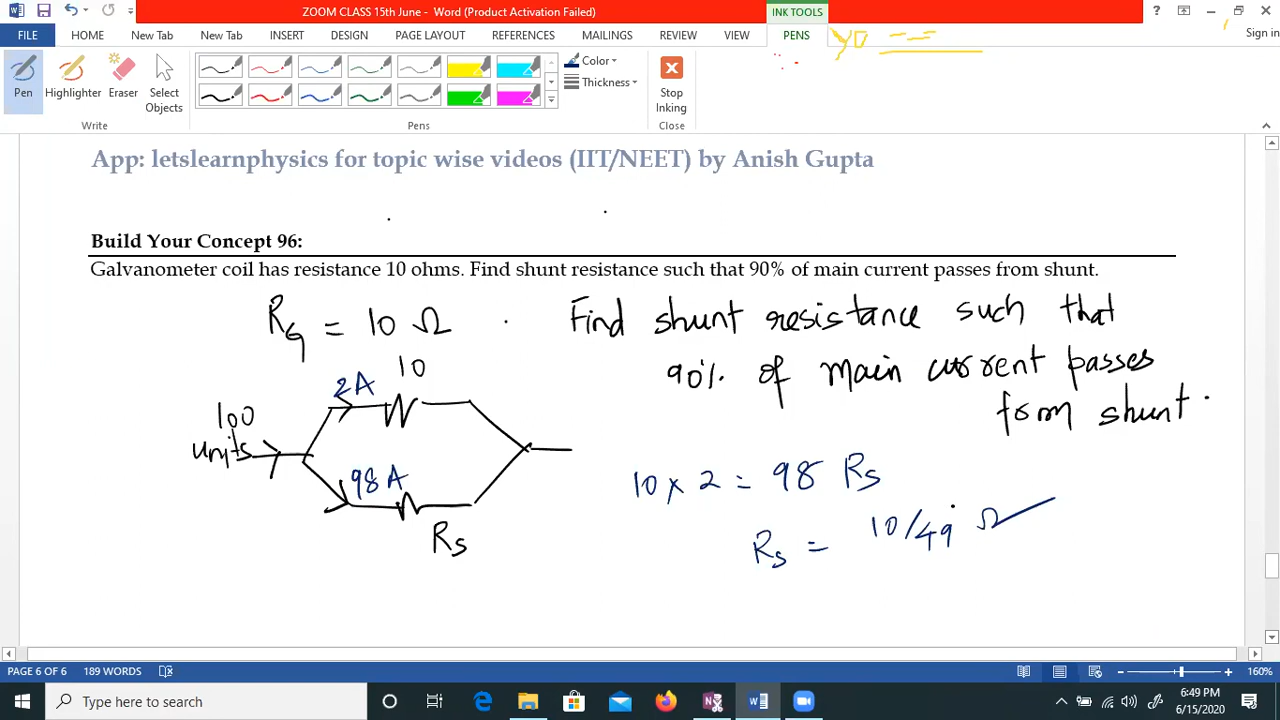 ZOOM CLASS 15th June - Word (Product Activation Failed)
INK TOOLS
FILE HOME New Tab New Tab INSERT DESIGN PAGE LAYOUT REFERENCES MAILINGS REVIEW VIEW PENS
Sign in
Pen Highlighter Eraser Select Objects
Color
Thickness
Stop Inking
Write Pens Close
App: letslearnphysics for topic wise videos (IIT/NEET) by Anish Gupta
Build Your Concept 96:
Galvanometer coil has resistance 10 ohms. Find shunt resistance such that 90% of main current passes from shunt.
RG = 10 Ω
Find shunt resistance such that
90% of main current passes
from shunt.
10
2A
100
units
98A
Rs
10 x 2 = 98 Rs
Rs = 10/49 Ω
PAGE 6 OF 6 189 WORDS 160%
Type here to search
6:49 PM
6/15/2020